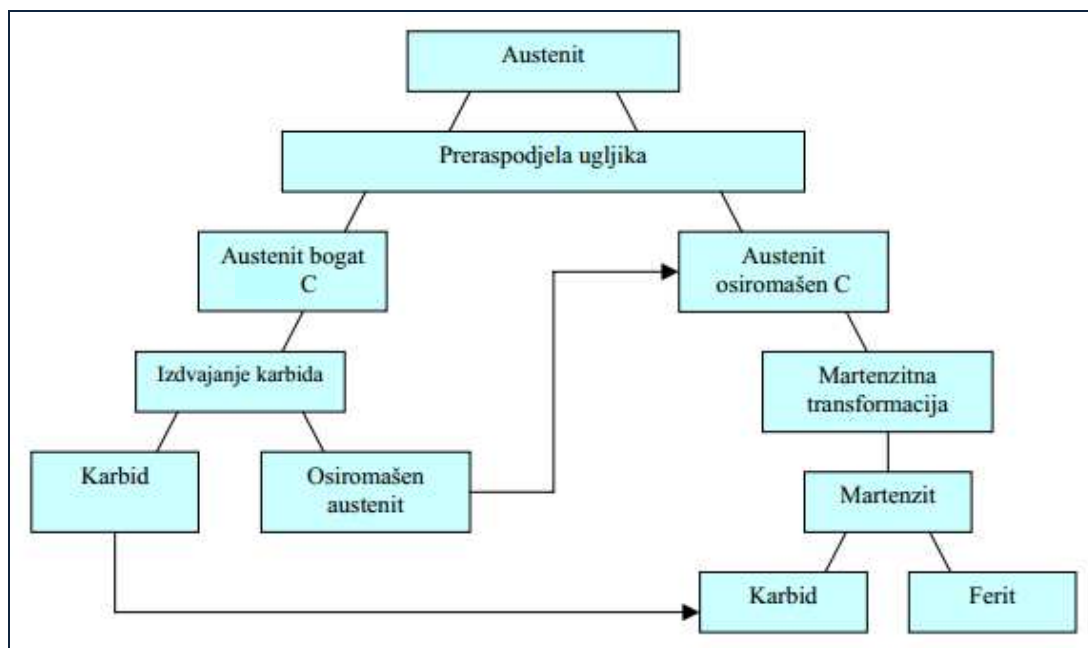 Austenit
Preraspodjela ugljika
Austenit bogat
C
Austenit
osiromašen C
Izdvajanje karbida
Martenzitna
transformacija
Karbid
Osiromašen
austenit
Martenzit
Karbid
Ferit